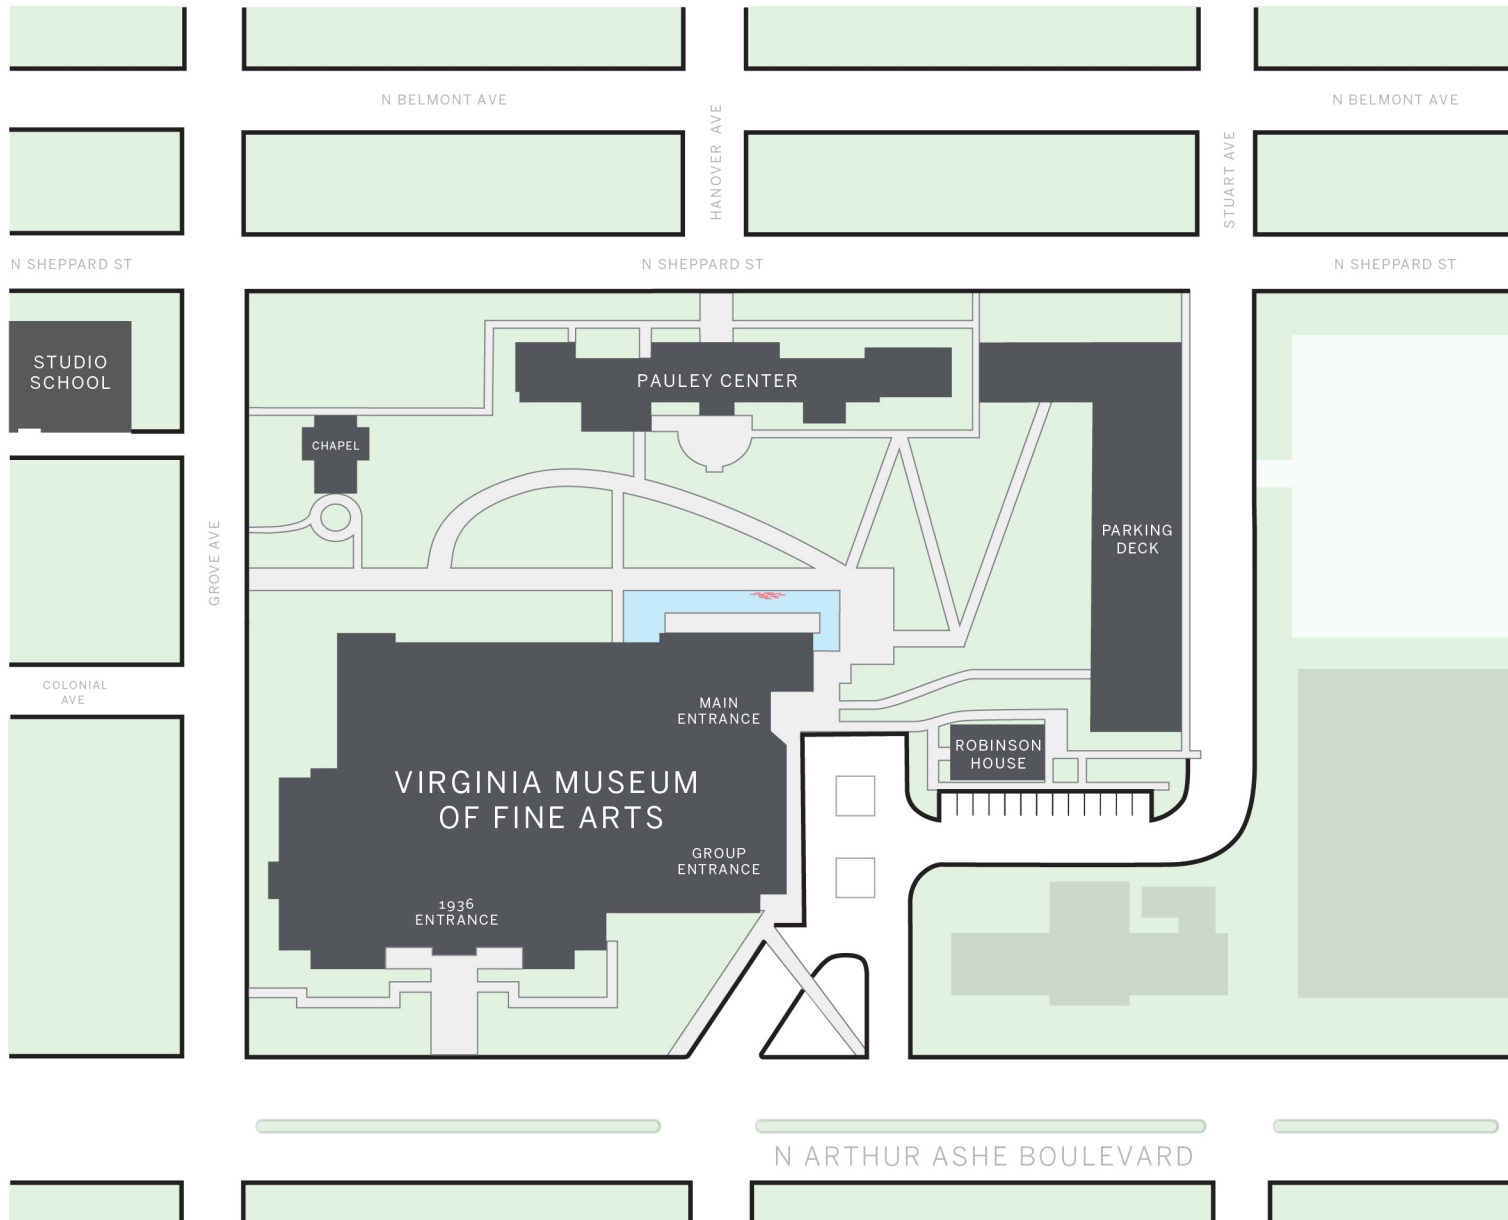 N BELMONT AVE
N BELMONT AVE
HANOVER AVE
STUART AVE
N SHEPPARD ST
N SHEPPARD ST
N SHEPPARD ST
STUDIO
SCHOOL
PAULEY CENTER
CHAPEL
PARKING
DECK
GROVE AVE
COLONIAL
AVE
MAIN
ENTRANCE
ROBINSON
HOUSE
VIRGINIA MUSEUM
OF FINE ARTS
GROUP
ENTRANCE
1936
ENTRANCE
N ARTHUR ASHE BOULEVARD